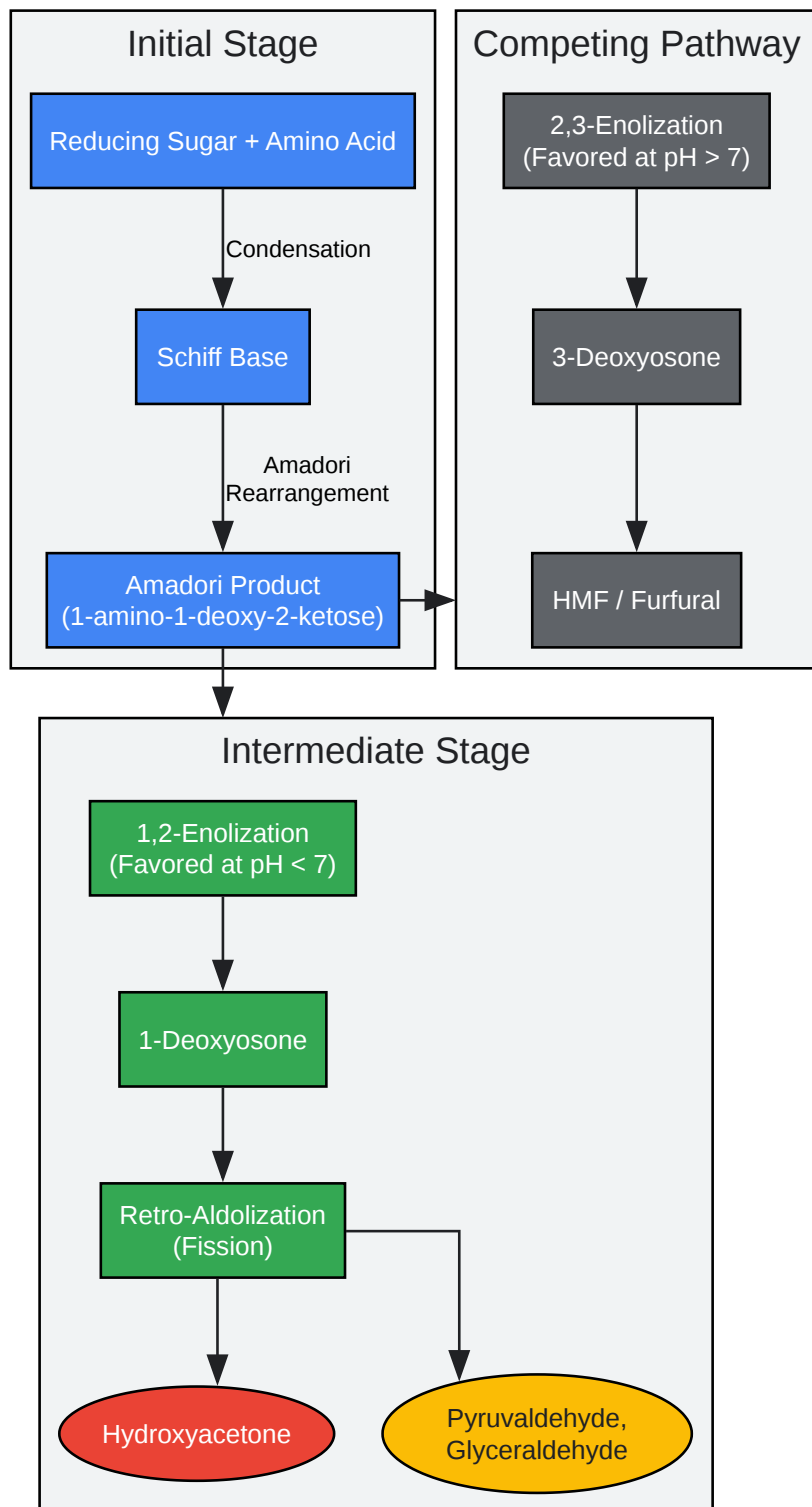 Initial Stage
Reducing Sugar + Amino Acid
Condensation
Schiff Base
Amadori
Rearrangement
Amadori Product
(1-amino-1-deoxy-2-ketose)
Competing Pathway
2,3-Enolization
(Favored at pH > 7)
3-Deoxyosone
HMF / Furfural
Intermediate Stage
1,2-Enolization
(Favored at pH < 7)
1-Deoxyosone
Retro-Aldolization
(Fission)
Hydroxyacetone
Pyruvaldehyde,
Glyceraldehyde